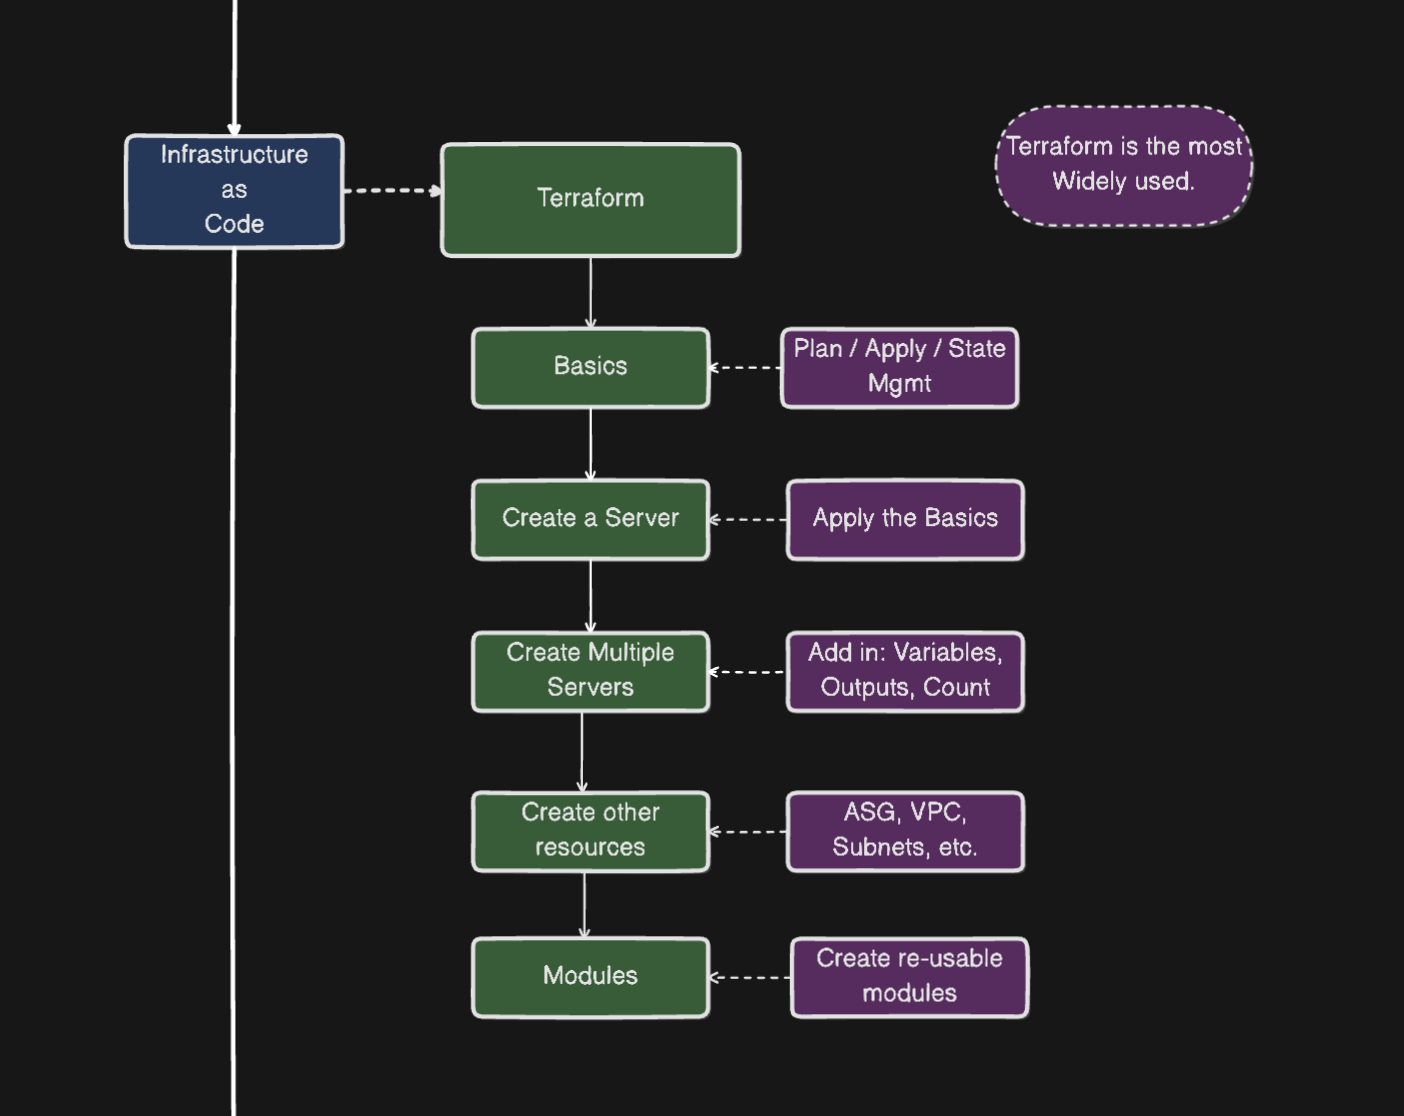 Infrastructure
as
Code
Terraform
Terraform is the most
Widely used.
Basics
Plan / Apply / State
Mgmt
Create a Server
Apply the Basics
Create Multiple
Servers
Add in: Variables,
Outputs, Count
Create other
resources
ASG, VPC,
Subnets, etc.
Modules
Create re-usable
modules